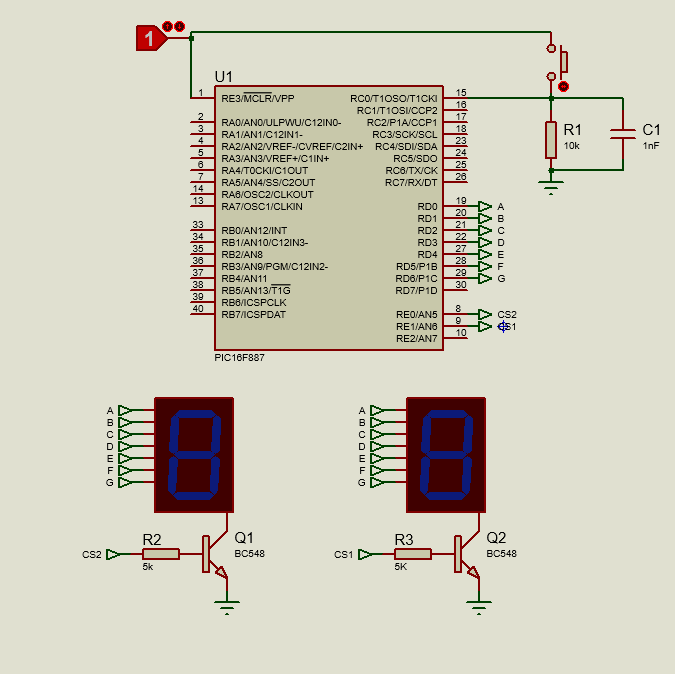 1
U1
1 RE3/MCLR/VPP
2 RA0/AN0/ULPWU/C12IN0-
3 RA1/AN1/C12IN1-
4 RA2/AN2/VREF-/CVREF/C2IN+
5 RA3/AN3/VREF+/C1IN+
6 RA4/T0CKI/C1OUT
7 RA5/AN4/SS/C2OUT
14 RA6/OSC2/CLKOUT
13 RA7/OSC1/CLKIN
33 RB0/AN12/INT
34 RB1/AN10/C12IN3-
35 RB2/AN8
36 RB3/AN9/PGM/C12IN2-
37 RB4/AN11
38 RB5/AN13/T1G
39 RB6/ICSPCLK
40 RB7/ICSPDAT
RC0/T1OSO/T1CKI 15
RC1/T1OSI/CCP2 16
RC2/P1A/CCP1 17
RC3/SCK/SCL 18
RC4/SDI/SDA 23
RC5/SDO 24
RC6/TX/CK 25
RC7/RX/DT 26
RD0 19 A
RD1 20 B
RD2 21 C
RD3 22 D
RD4 27 E
RD5/P1B 28 F
RD6/P1C 29 G
RD7/P1D 30
RE0/AN5 8 CS2
RE1/AN6 9 CS1
RE2/AN7 10
PIC16F887
R1
10k
C1
1nF
A
B
C
D
E
F
G
CS2
R2
5k
Q1
BC548
A
B
C
D
E
F
G
CS1
R3
5K
Q2
BC548